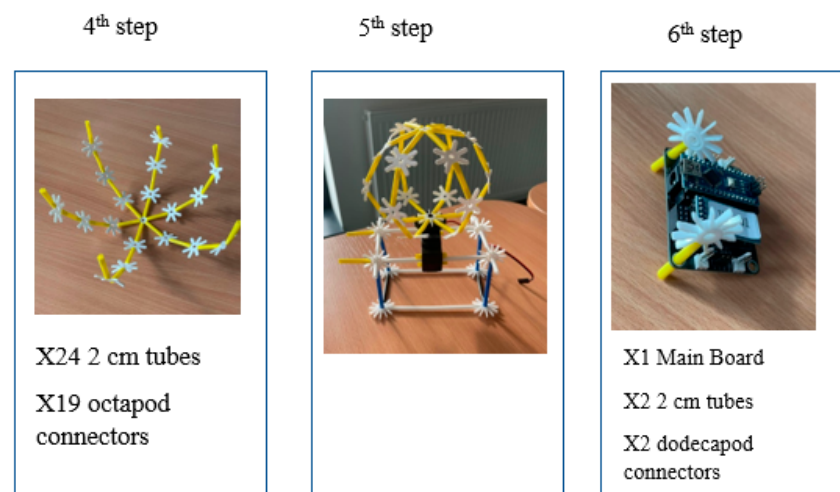 4th step
5th step
6th step
X24 2 cm tubes
X19 octapod
connectors
X1 Main Board
X2 2 cm tubes
X2 dodecapod
connectors